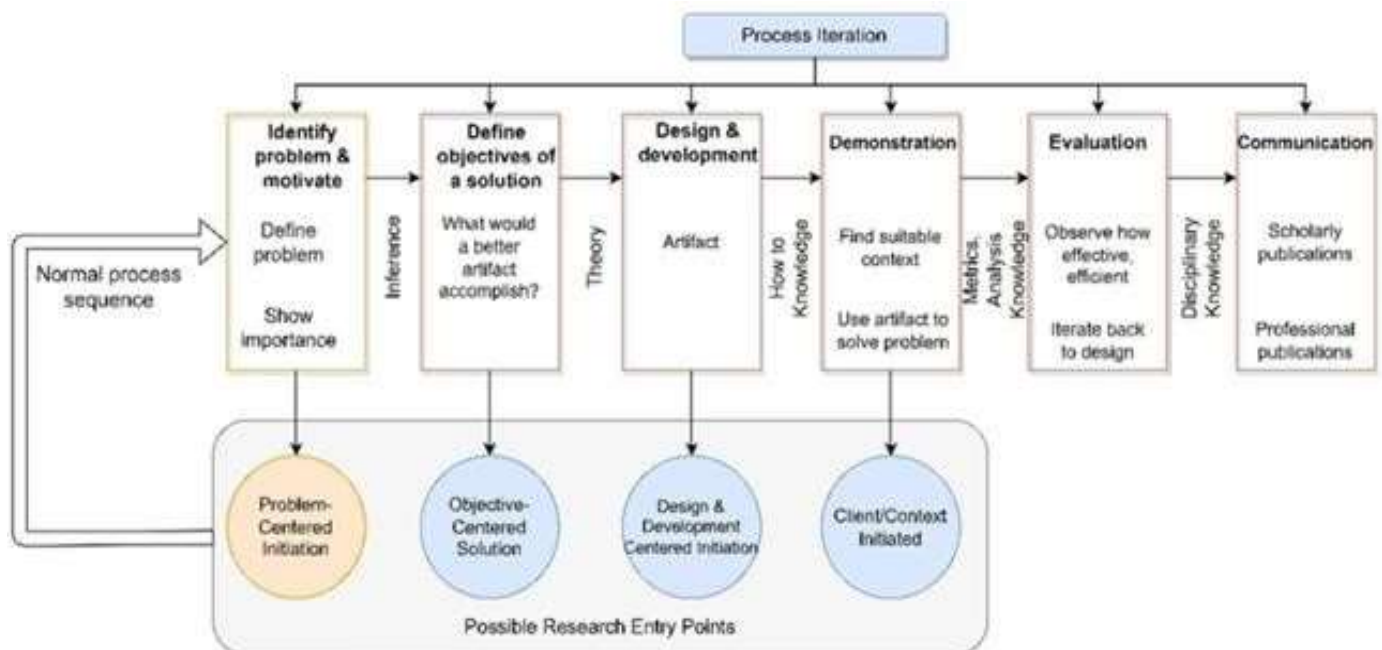 Process Iteration
Identify
problem &
motivate
Define
problem
Show
importance
Inference
Define
objectives of
a solution
What would
a better
artifact
accomplish?
Theory
Design &
development
Artifact
How to
Knowledge
Demonstration
Find suitable
context
Use artifact to
solve problem
Metrics,
Analysis
Knowledge
Evaluation
Observe how
effective,
efficient
Iterate back
to design
Disciplinary
Knowledge
Communication
Scholarly
publications
Professional
publications
Normal process
sequence
Problem-
Centered
Initiation
Objective-
Centered
Solution
Design &
Development
Centered Initiation
Client/Context
Initiated
Possible Research Entry Points